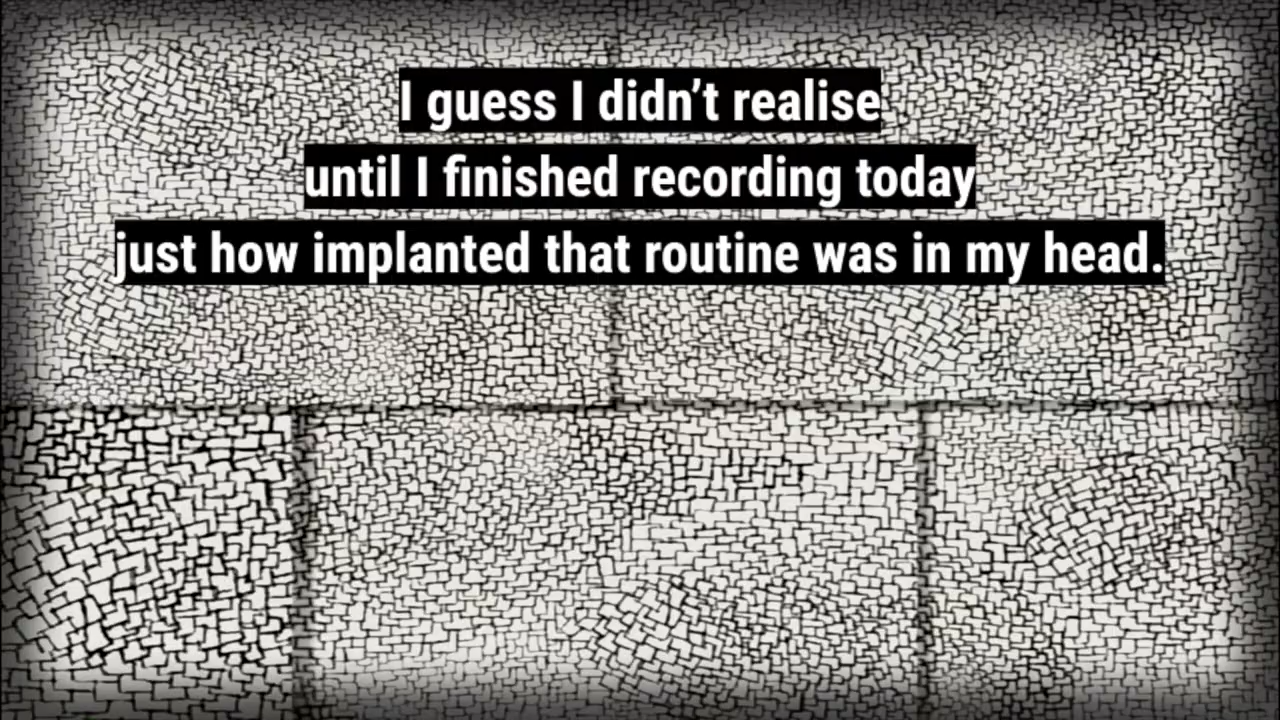 I guess I didn’t realise
until I finished recording today
just how implanted that routine was in my head.